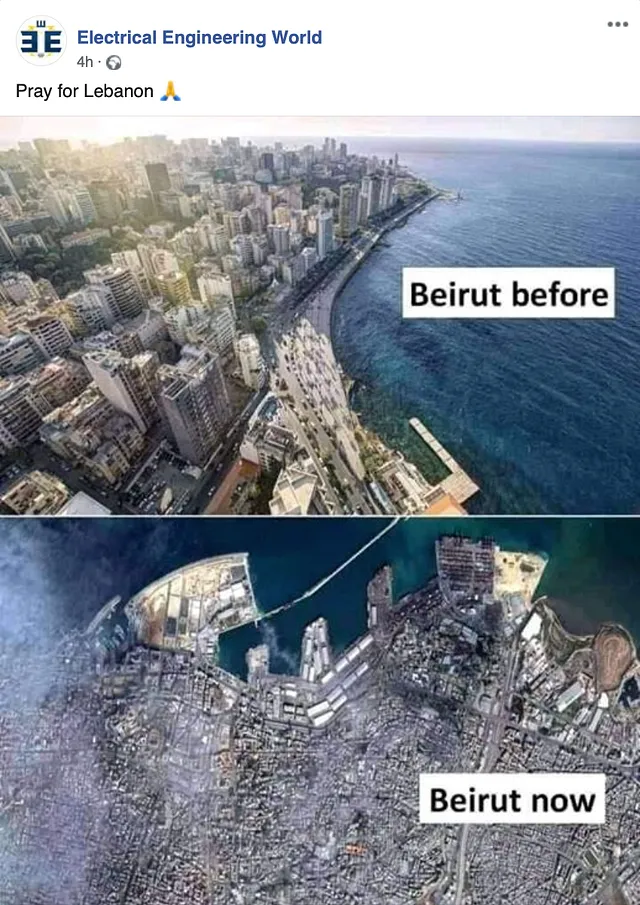 Electrical Engineering World
4h ·
Pray for Lebanon 🙏
Beirut before
Beirut now